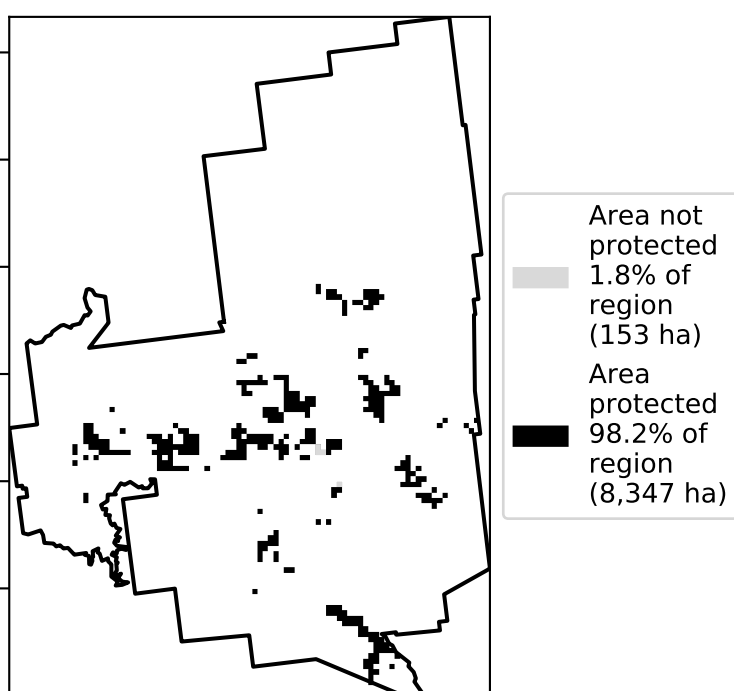 Area not
protected
1.8% of
region
(153 ha)
Area
protected
98.2% of
region
(8,347 ha)